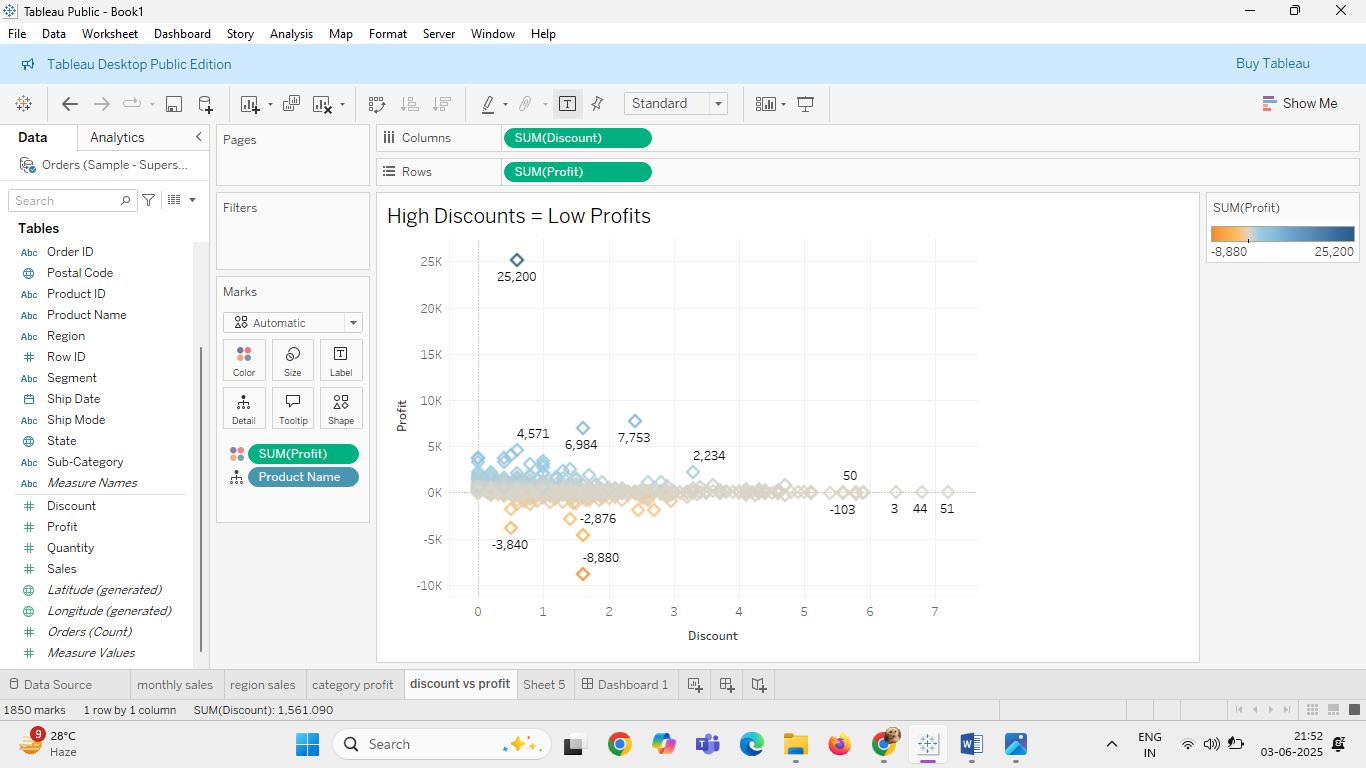 Tableau Public - Book1
File Data Worksheet Dashboard Story Analysis Map Format Server Window Help
Tableau Desktop Public Edition
Buy Tableau
Standard
Show Me
Data
Analytics
Orders (Sample - Supers...
Search
Tables
Abc Order ID
Postal Code
Abc Product ID
Abc Product Name
Abc Region
# Row ID
Abc Segment
Ship Date
Abc Ship Mode
State
Abc Sub-Category
Abc Measure Names
# Discount
# Profit
# Quantity
# Sales
Latitude (generated)
Longitude (generated)
# Orders (Count)
# Measure Values
Pages
Filters
Marks
Automatic
Color Size Label
Detail Tooltip Shape
SUM(Profit)
Product Name
Columns SUM(Discount)
Rows SUM(Profit)
High Discounts = Low Profits
25K
20K
15K
10K
5K
0K
-5K
-10K
Profit
25,200
4,571
6,984
7,753
2,234
50
-103
3
44
51
-2,876
-3,840
-8,880
0 1 2 3 4 5 6 7
Discount
SUM(Profit)
-8,880 25,200
Data Source
monthly sales
region sales
category profit
discount vs profit
Sheet 5
Dashboard 1
1850 marks 1 row by 1 column SUM(Discount): 1,561.090
9
28°C
Haze
Search
ENG
IN
21:52
03-06-2025